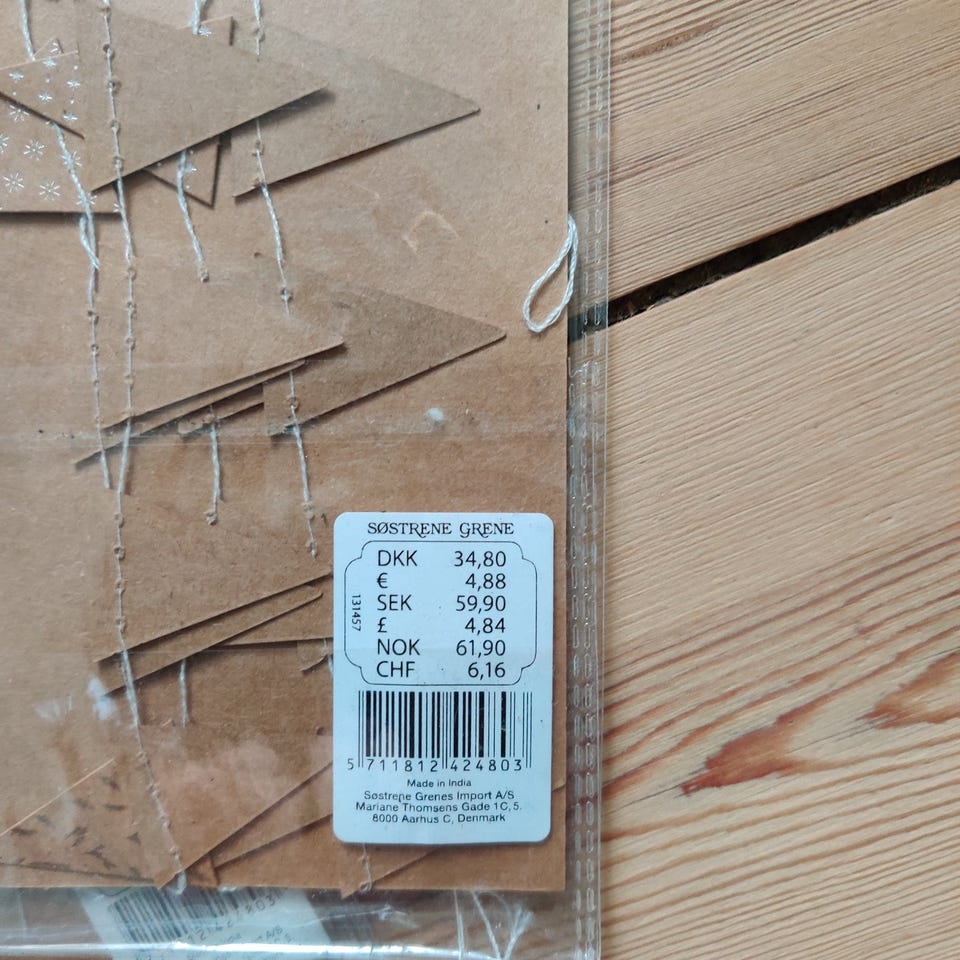 SØSTRENE GRENE
DKK 34,80
€ 4,88
SEK 59,90
£ 4,84
NOK 61,90
CHF 6,16
131457
5 711812 424803
Made in India
Søstrene Grenes Import A/S
Mariane Thomsens Gade 1C, 5.
8000 Aarhus C, Denmark